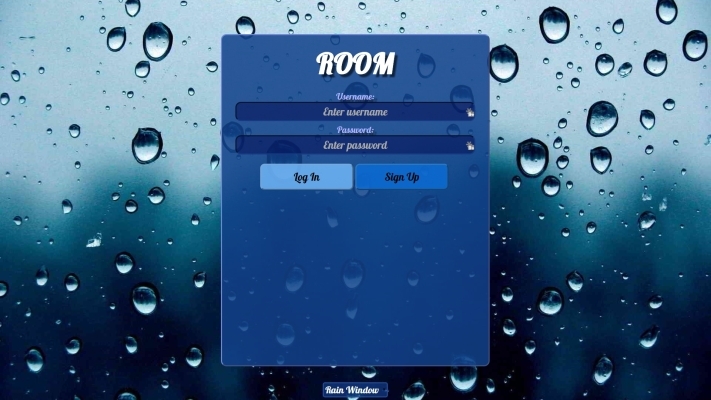 ROOM
Username:
Enter username
Password:
Enter password
Log In
Sign Up
Rain Window